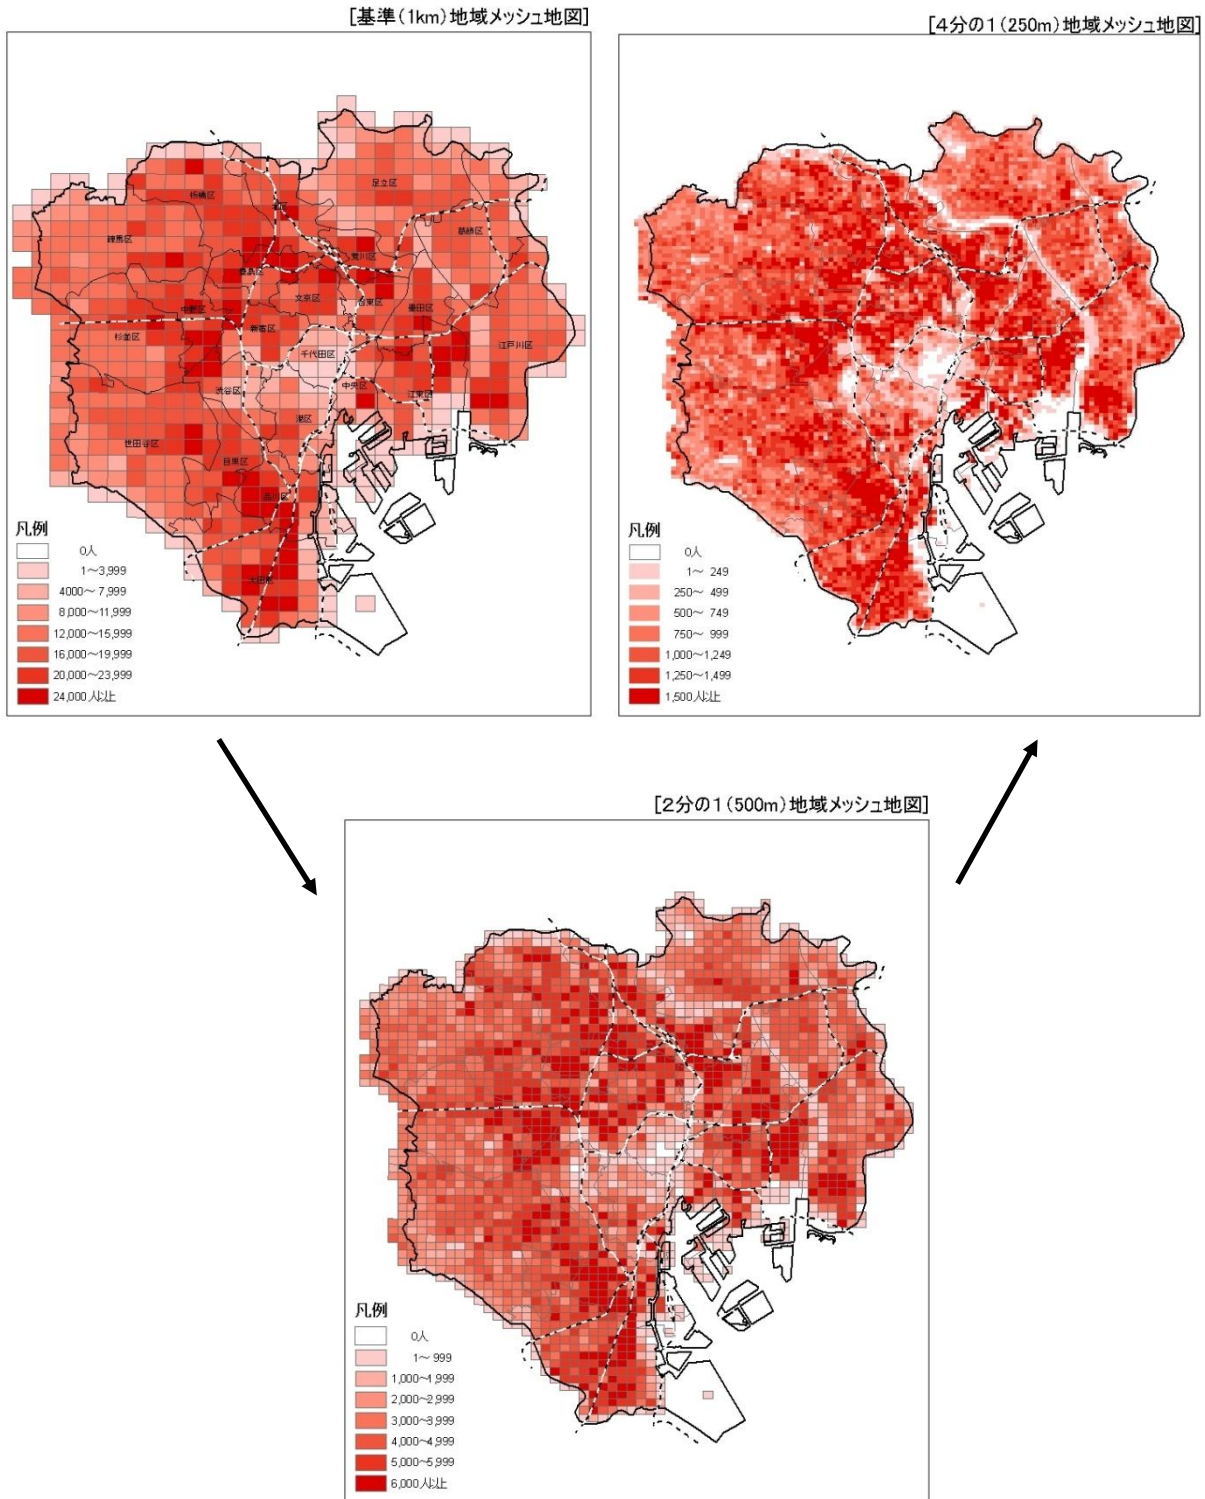 [基準(1km)地域メッシュ地図]
足立区
板橋区
北区
葛飾区
練馬区
荒川区
豊島区
文京区
台東区
墨田区
中野区
新宿区
杉並区
江戸川区
千代田区
中央区
渋谷区
江東区
港区
世田谷区
目黒区
品川区
大田区
凡例
0人
1～3,999
4000～ 7,999
8,000～11,999
12,000～15,999
16,000～19,999
20,000～23,999
24,000人以上
[4分の1(250m)地域メッシュ地図]
凡例
0人
1～ 249
250～ 499
500～ 749
750～ 999
1,000～1,249
1,250～1,499
1,500人以上
[2分の1(500m)地域メッシュ地図]
凡例
0人
1～ 999
1,000～1,999
2,000～2,999
3,000～3,999
4,000～4,999
5,000～5,999
6,000人以上